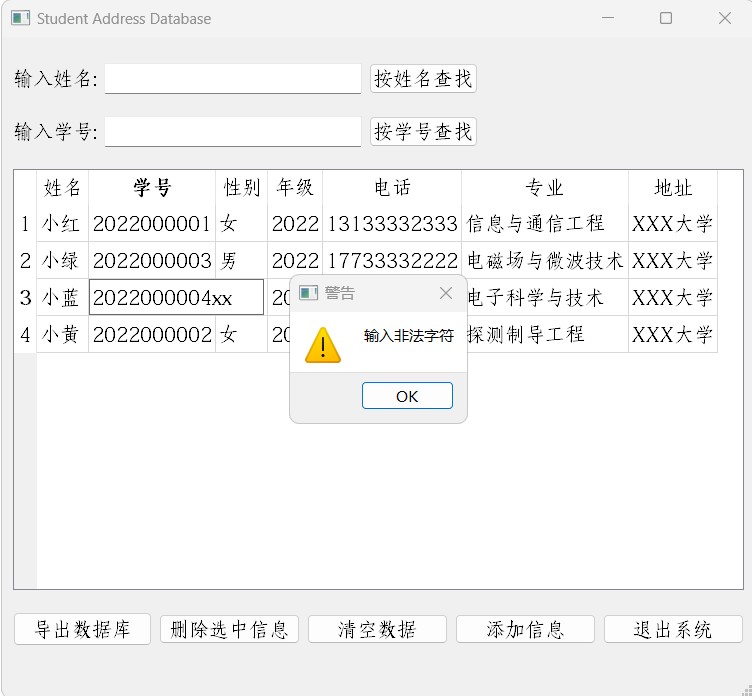 Student Address Database
输入姓名: 按姓名查找
输入学号: 按学号查找
姓名 学号 性别 年级 电话 专业 地址
1 小红 2022000001 女 2022 13133332333 信息与通信工程 XXX大学
2 小绿 2022000003 男 2022 17733332222 电磁场与微波技术 XXX大学
3 小蓝 2022000004xx 20 电子科学与技术 XXX大学
4 小黄 2022000002 女 20 探测制导工程 XXX大学
警告
输入非法字符
OK
导出数据库 删除选中信息 清空数据 添加信息 退出系统